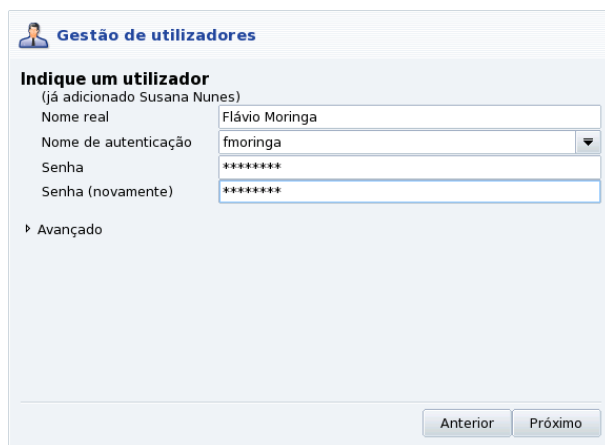 Gestão de utilizadores
Indique um utilizador
(já adicionado Susana Nunes)
Nome real Flávio Moringa
Nome de autenticação fmoringa
Senha ********
Senha (novamente) ********
Avançado
Anterior Próximo